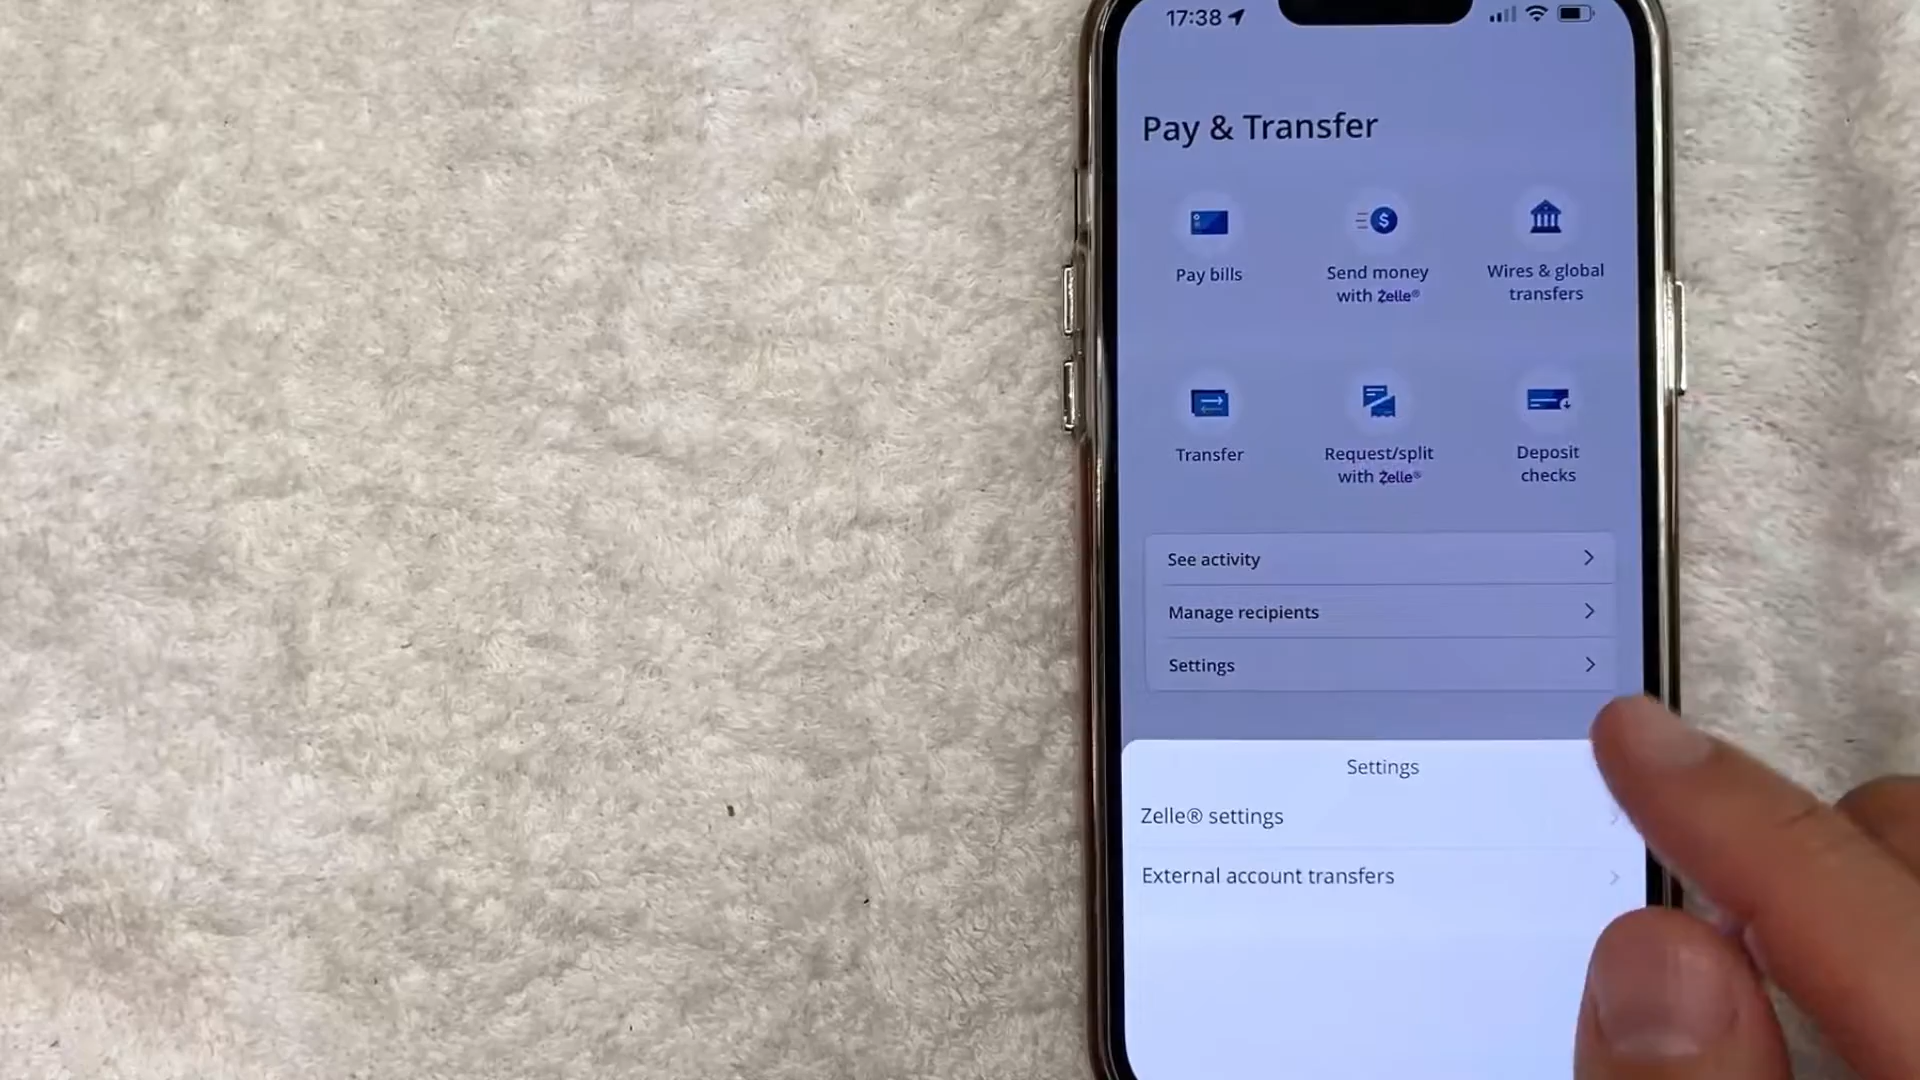 17:38
Pay & Transfer
Pay bills
Send money
with Zelle®
Wires & global
transfers
Transfer
Request/split
with Zelle®
Deposit
checks
See activity
Manage recipients
Settings
Settings
Zelle® settings
External account transfers